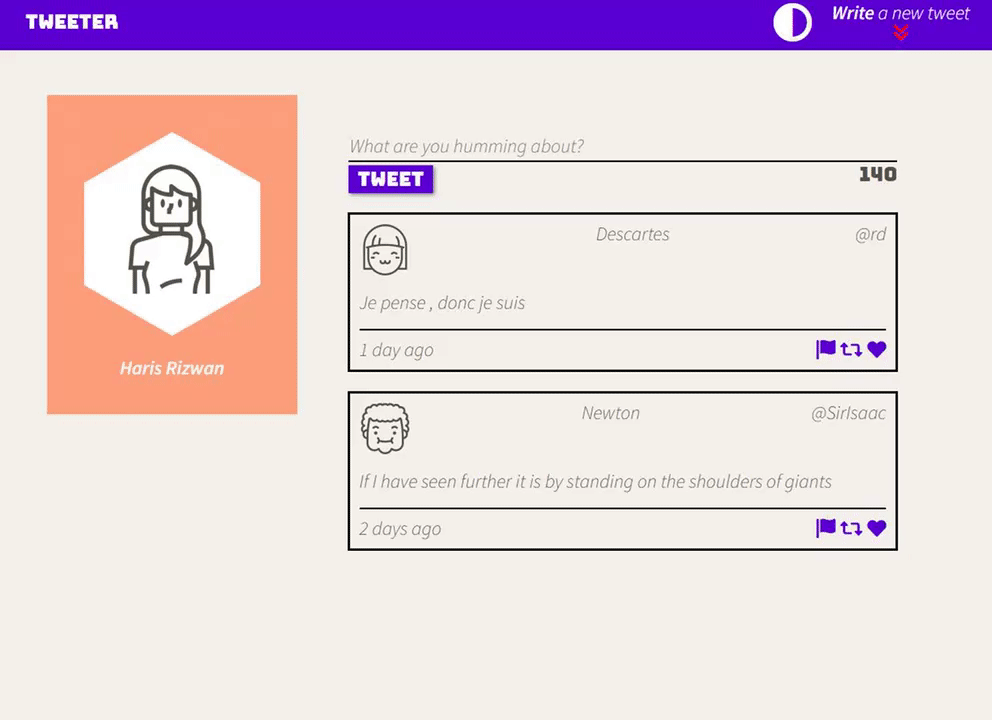 TWEETER
Write a new tweet
Haris Rizwan
What are you humming about?
TWEET
140
Descartes
@rd
Je pense , donc je suis
1 day ago
Newton
@SirIsaac
If I have seen further it is by standing on the shoulders of giants
2 days ago